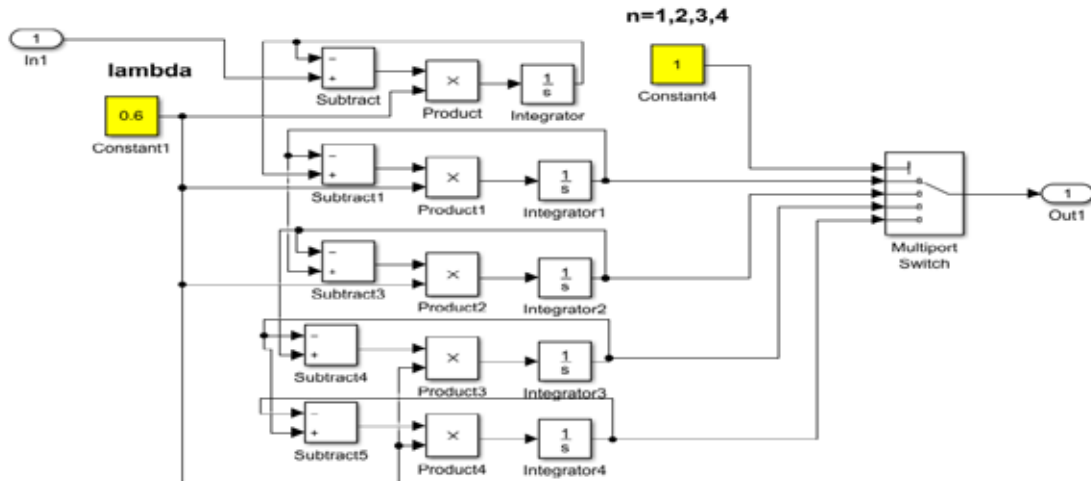 n=1,2,3,4
1
In1
lambda
−
+
Subtract
×
Product
1
s
Integrator
1
Constant4
0.6
Constant1
−
+
Subtract1
×
Product1
1
s
Integrator1
1
Out1
Multiport
Switch
−
+
Subtract3
×
Product2
1
s
Integrator2
−
+
Subtract4
×
Product3
1
s
Integrator3
−
+
Subtract5
×
Product4
1
s
Integrator4